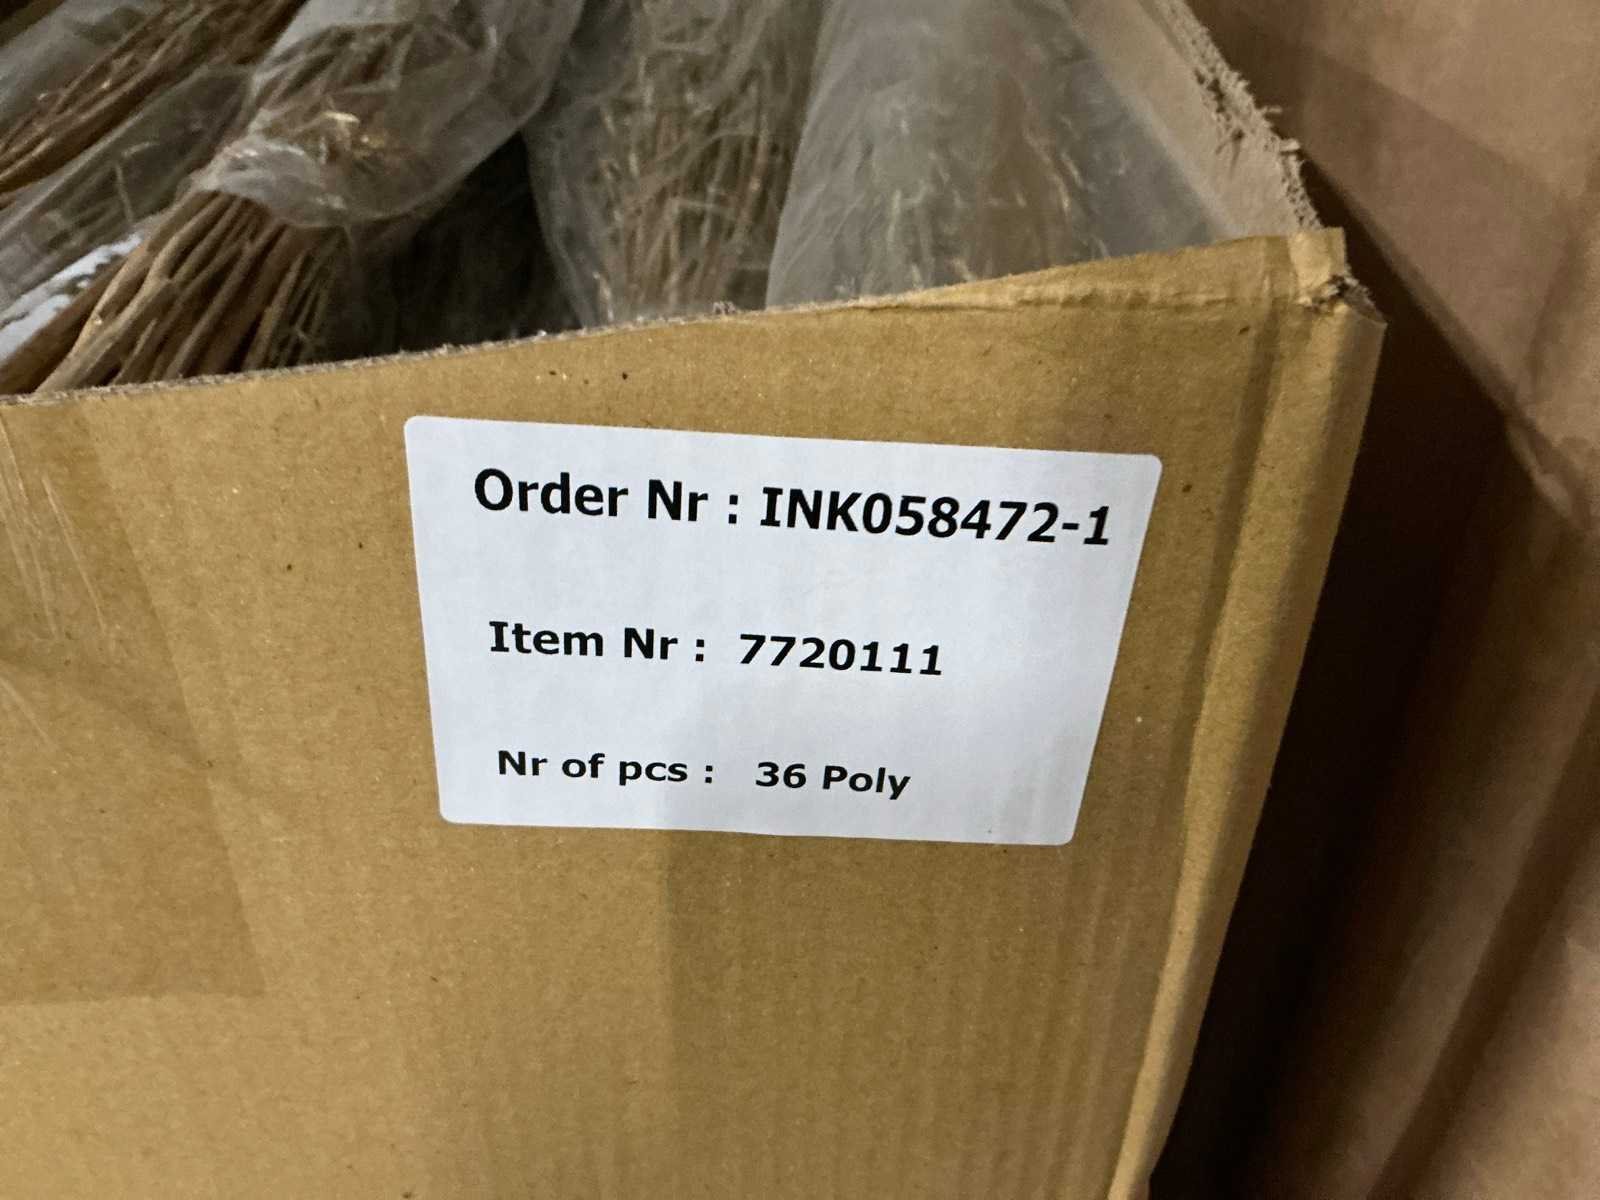 Order Nr : INK058472-1
Item Nr : 7720111
Nr of pcs : 36 Poly